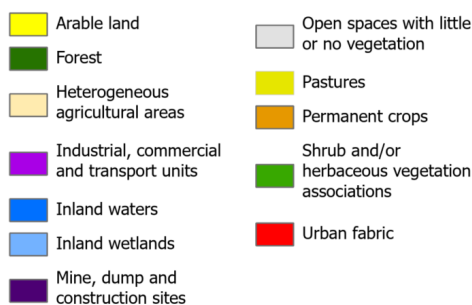 Arable land
Forest
Heterogeneous
agricultural areas
Industrial, commercial
and transport units
Inland waters
Inland wetlands
Mine, dump and
construction sites
Open spaces with little
or no vegetation
Pastures
Permanent crops
Shrub and/or
herbaceous vegetation
associations
Urban fabric